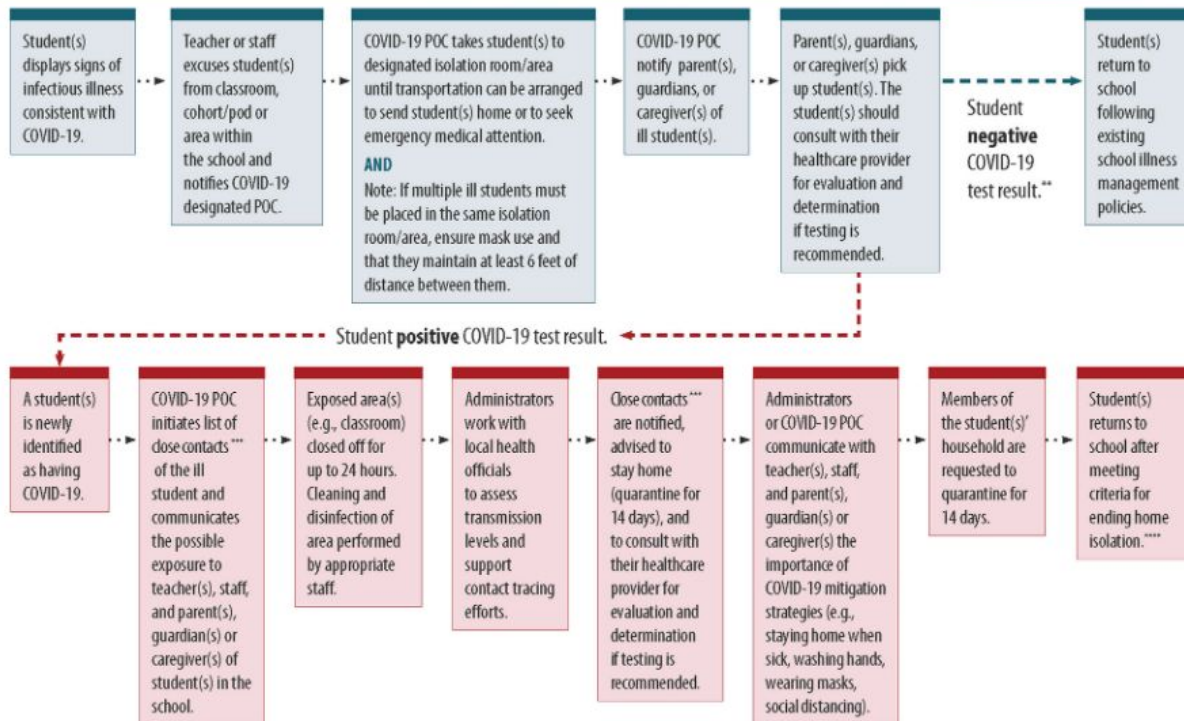 Student(s)
displays signs of
infectious illness
consistent with
COVID-19.
Teacher or staff
excuses student(s)
from classroom,
cohort/pod or
area within
the school and
notifies COVID-19
designated POC.
COVID-19 POC takes student(s) to
designated isolation room/area
until transportation can be arranged
to send student(s) home or to seek
emergency medical attention.
AND
Note: If multiple ill students must
be placed in the same isolation
room/area, ensure mask use and
that they maintain at least 6 feet of
distance between them.
COVID-19 POC
notify parent(s),
guardians, or
caregiver(s) of
ill student(s).
Parent(s), guardians,
or caregiver(s) pick
up student(s). The
student(s) should
consult with their
healthcare provider
for evaluation and
determination
if testing is
recommended.
Student
negative
COVID-19
test result.**
Student(s)
return to
school
following
existing
school illness
management
policies.
Student positive COVID-19 test result.
A student(s)
is newly
identified
as having
COVID-19.
COVID-19 POC
initiates list of
close contacts***
of the ill
student and
communicates
the possible
exposure to
teacher(s), staff,
and parent(s),
guardian(s) or
caregiver(s) of
student(s) in the
school.
Exposed area(s)
(e.g., classroom)
closed off for
up to 24 hours.
Cleaning and
disinfection of
area performed
by appropriate
staff.
Administrators
work with
local health
officials
to assess
transmission
levels and
support
contact tracing
efforts.
Close contacts***
are notified,
advised to
stay home
(quarantine for
14 days), and
to consult with
their healthcare
provider for
evaluation and
determination
if testing is
recommended.
Administrators
or COVID-19 POC
communicate with
teacher(s), staff,
and parent(s),
guardian(s) or
caregiver(s) the
importance of
COVID-19 mitigation
strategies (e.g.,
staying home when
sick, washing hands,
wearing masks,
social distancing).
Members of
the student(s)'
household are
requested to
quarantine for
14 days.
Student(s)
returns to
school after
meeting
criteria for
ending home
isolation.****